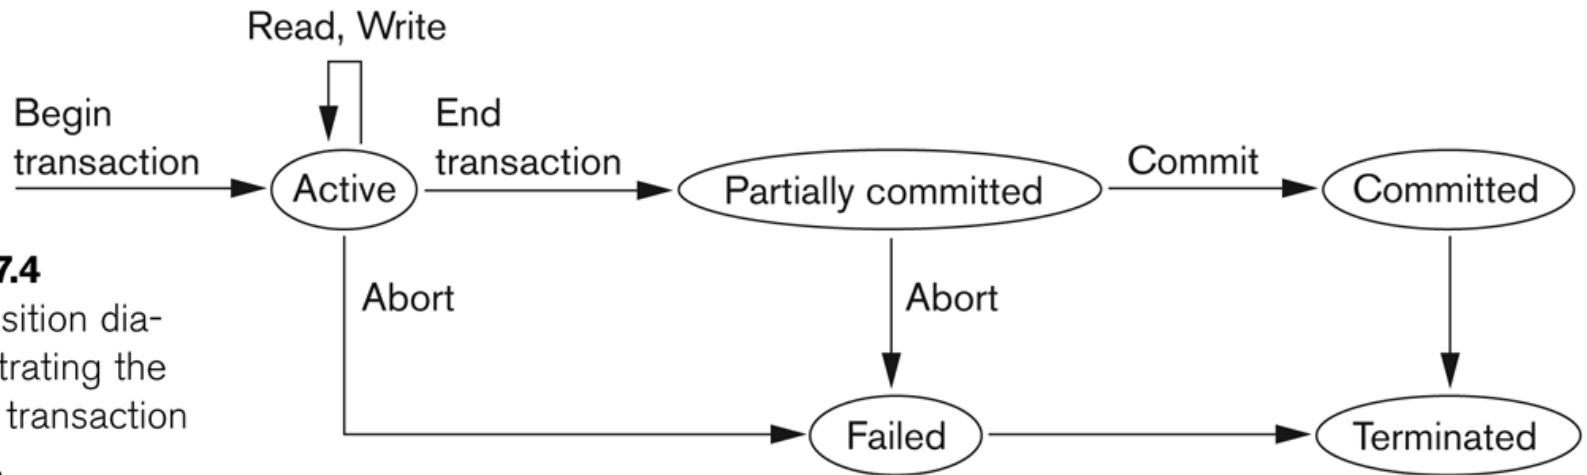 Read, Write
Begin
transaction
End
transaction
Active
Partially committed
Commit
Committed
Abort
Abort
Failed
Terminated
7.4
sition dia-
trating the
transaction